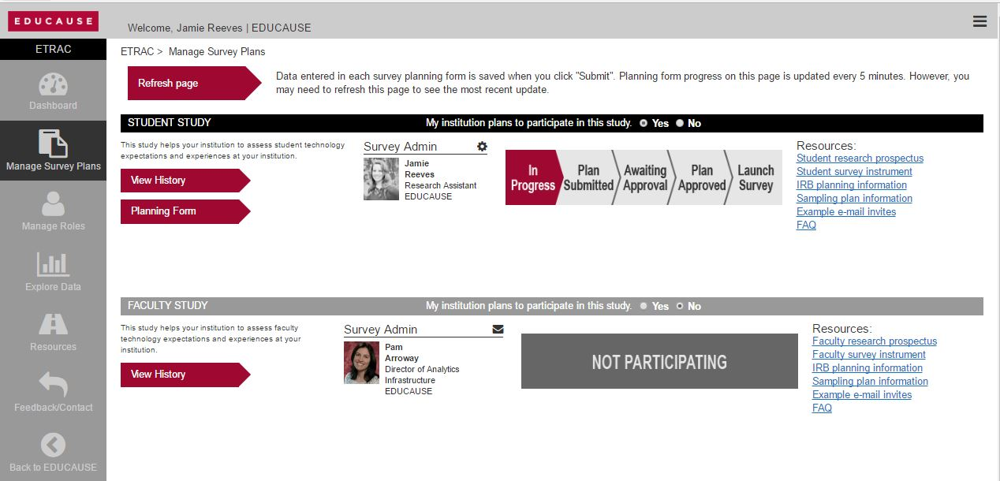 EDUCAUSE
Welcome, Jamie Reeves | EDUCAUSE
ETRAC
Dashboard
Manage Survey Plans
Manage Roles
Explore Data
Resources
Feedback/Contact
Back to EDUCAUSE
ETRAC > Manage Survey Plans
Refresh page
Data entered in each survey planning form is saved when you click "Submit". Planning form progress on this page is updated every 5 minutes. However, you
may need to refresh this page to see the most recent update.
STUDENT STUDY
My institution plans to participate in this study. Yes No
This study helps your institution to assess student technology
expectations and experiences at your institution.
View History
Planning Form
Survey Admin
Jamie
Reeves
Research Assistant
EDUCAUSE
In
Progress
Plan
Submitted
Awaiting
Approval
Plan
Approved
Launch
Survey
Resources:
Student research prospectus
Student survey instrument
IRB planning information
Sampling plan information
Example e-mail invites
FAQ
FACULTY STUDY
My institution plans to participate in this study. Yes No
This study helps your institution to assess faculty
technology expectations and experiences at your
institution.
View History
Survey Admin
Pam
Arroway
Director of Analytics
Infrastructure
EDUCAUSE
NOT PARTICIPATING
Resources:
Faculty research prospectus
Faculty survey instrument
IRB planning information
Sampling plan information
Example e-mail invites
FAQ